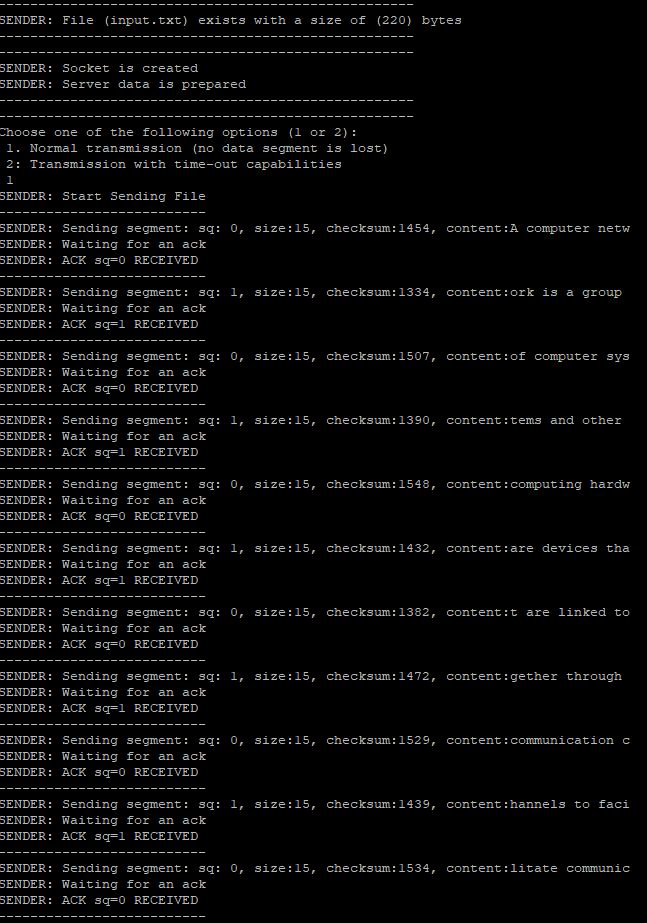 ----------------------------------------------------
SENDER: File (input.txt) exists with a size of (220) bytes
----------------------------------------------------
----------------------------------------------------
SENDER: Socket is created
SENDER: Server data is prepared
----------------------------------------------------
----------------------------------------------------
Choose one of the following options (1 or 2):
1. Normal transmission (no data segment is lost)
2: Transmission with time-out capabilities
1
SENDER: Start Sending File
--------------------------
SENDER: Sending segment: sq: 0, size:15, checksum:1454, content:A computer netw
SENDER: Waiting for an ack
SENDER: ACK sq=0 RECEIVED
--------------------------
SENDER: Sending segment: sq: 1, size:15, checksum:1334, content:ork is a group
SENDER: Waiting for an ack
SENDER: ACK sq=1 RECEIVED
--------------------------
SENDER: Sending segment: sq: 0, size:15, checksum:1507, content:of computer sys
SENDER: Waiting for an ack
SENDER: ACK sq=0 RECEIVED
--------------------------
SENDER: Sending segment: sq: 1, size:15, checksum:1390, content:tems and other
SENDER: Waiting for an ack
SENDER: ACK sq=1 RECEIVED
--------------------------
SENDER: Sending segment: sq: 0, size:15, checksum:1548, content:computing hardw
SENDER: Waiting for an ack
SENDER: ACK sq=0 RECEIVED
--------------------------
SENDER: Sending segment: sq: 1, size:15, checksum:1432, content:are devices tha
SENDER: Waiting for an ack
SENDER: ACK sq=1 RECEIVED
--------------------------
SENDER: Sending segment: sq: 0, size:15, checksum:1382, content:t are linked to
SENDER: Waiting for an ack
SENDER: ACK sq=0 RECEIVED
--------------------------
SENDER: Sending segment: sq: 1, size:15, checksum:1472, content:gether through
SENDER: Waiting for an ack
SENDER: ACK sq=1 RECEIVED
--------------------------
SENDER: Sending segment: sq: 0, size:15, checksum:1529, content:communication c
SENDER: Waiting for an ack
SENDER: ACK sq=0 RECEIVED
--------------------------
SENDER: Sending segment: sq: 1, size:15, checksum:1439, content:hannels to faci
SENDER: Waiting for an ack
SENDER: ACK sq=1 RECEIVED
--------------------------
SENDER: Sending segment: sq: 0, size:15, checksum:1534, content:litate communic
SENDER: Waiting for an ack
SENDER: ACK sq=0 RECEIVED
--------------------------